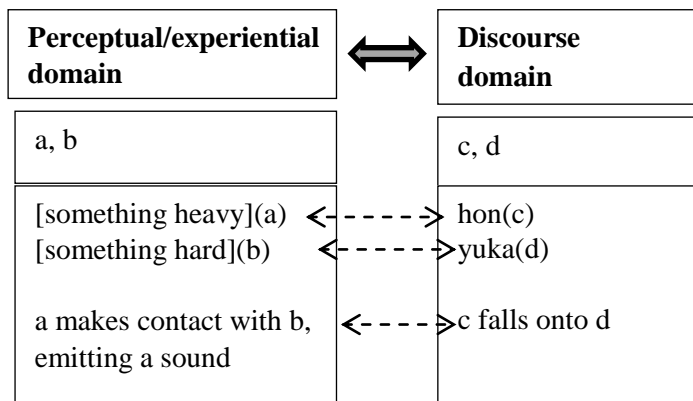 Perceptual/experiential
domain
Discourse
domain
a, b
c, d
[something heavy](a)
hon(c)
[something hard](b)
yuka(d)
a makes contact with b,
emitting a sound
c falls onto d